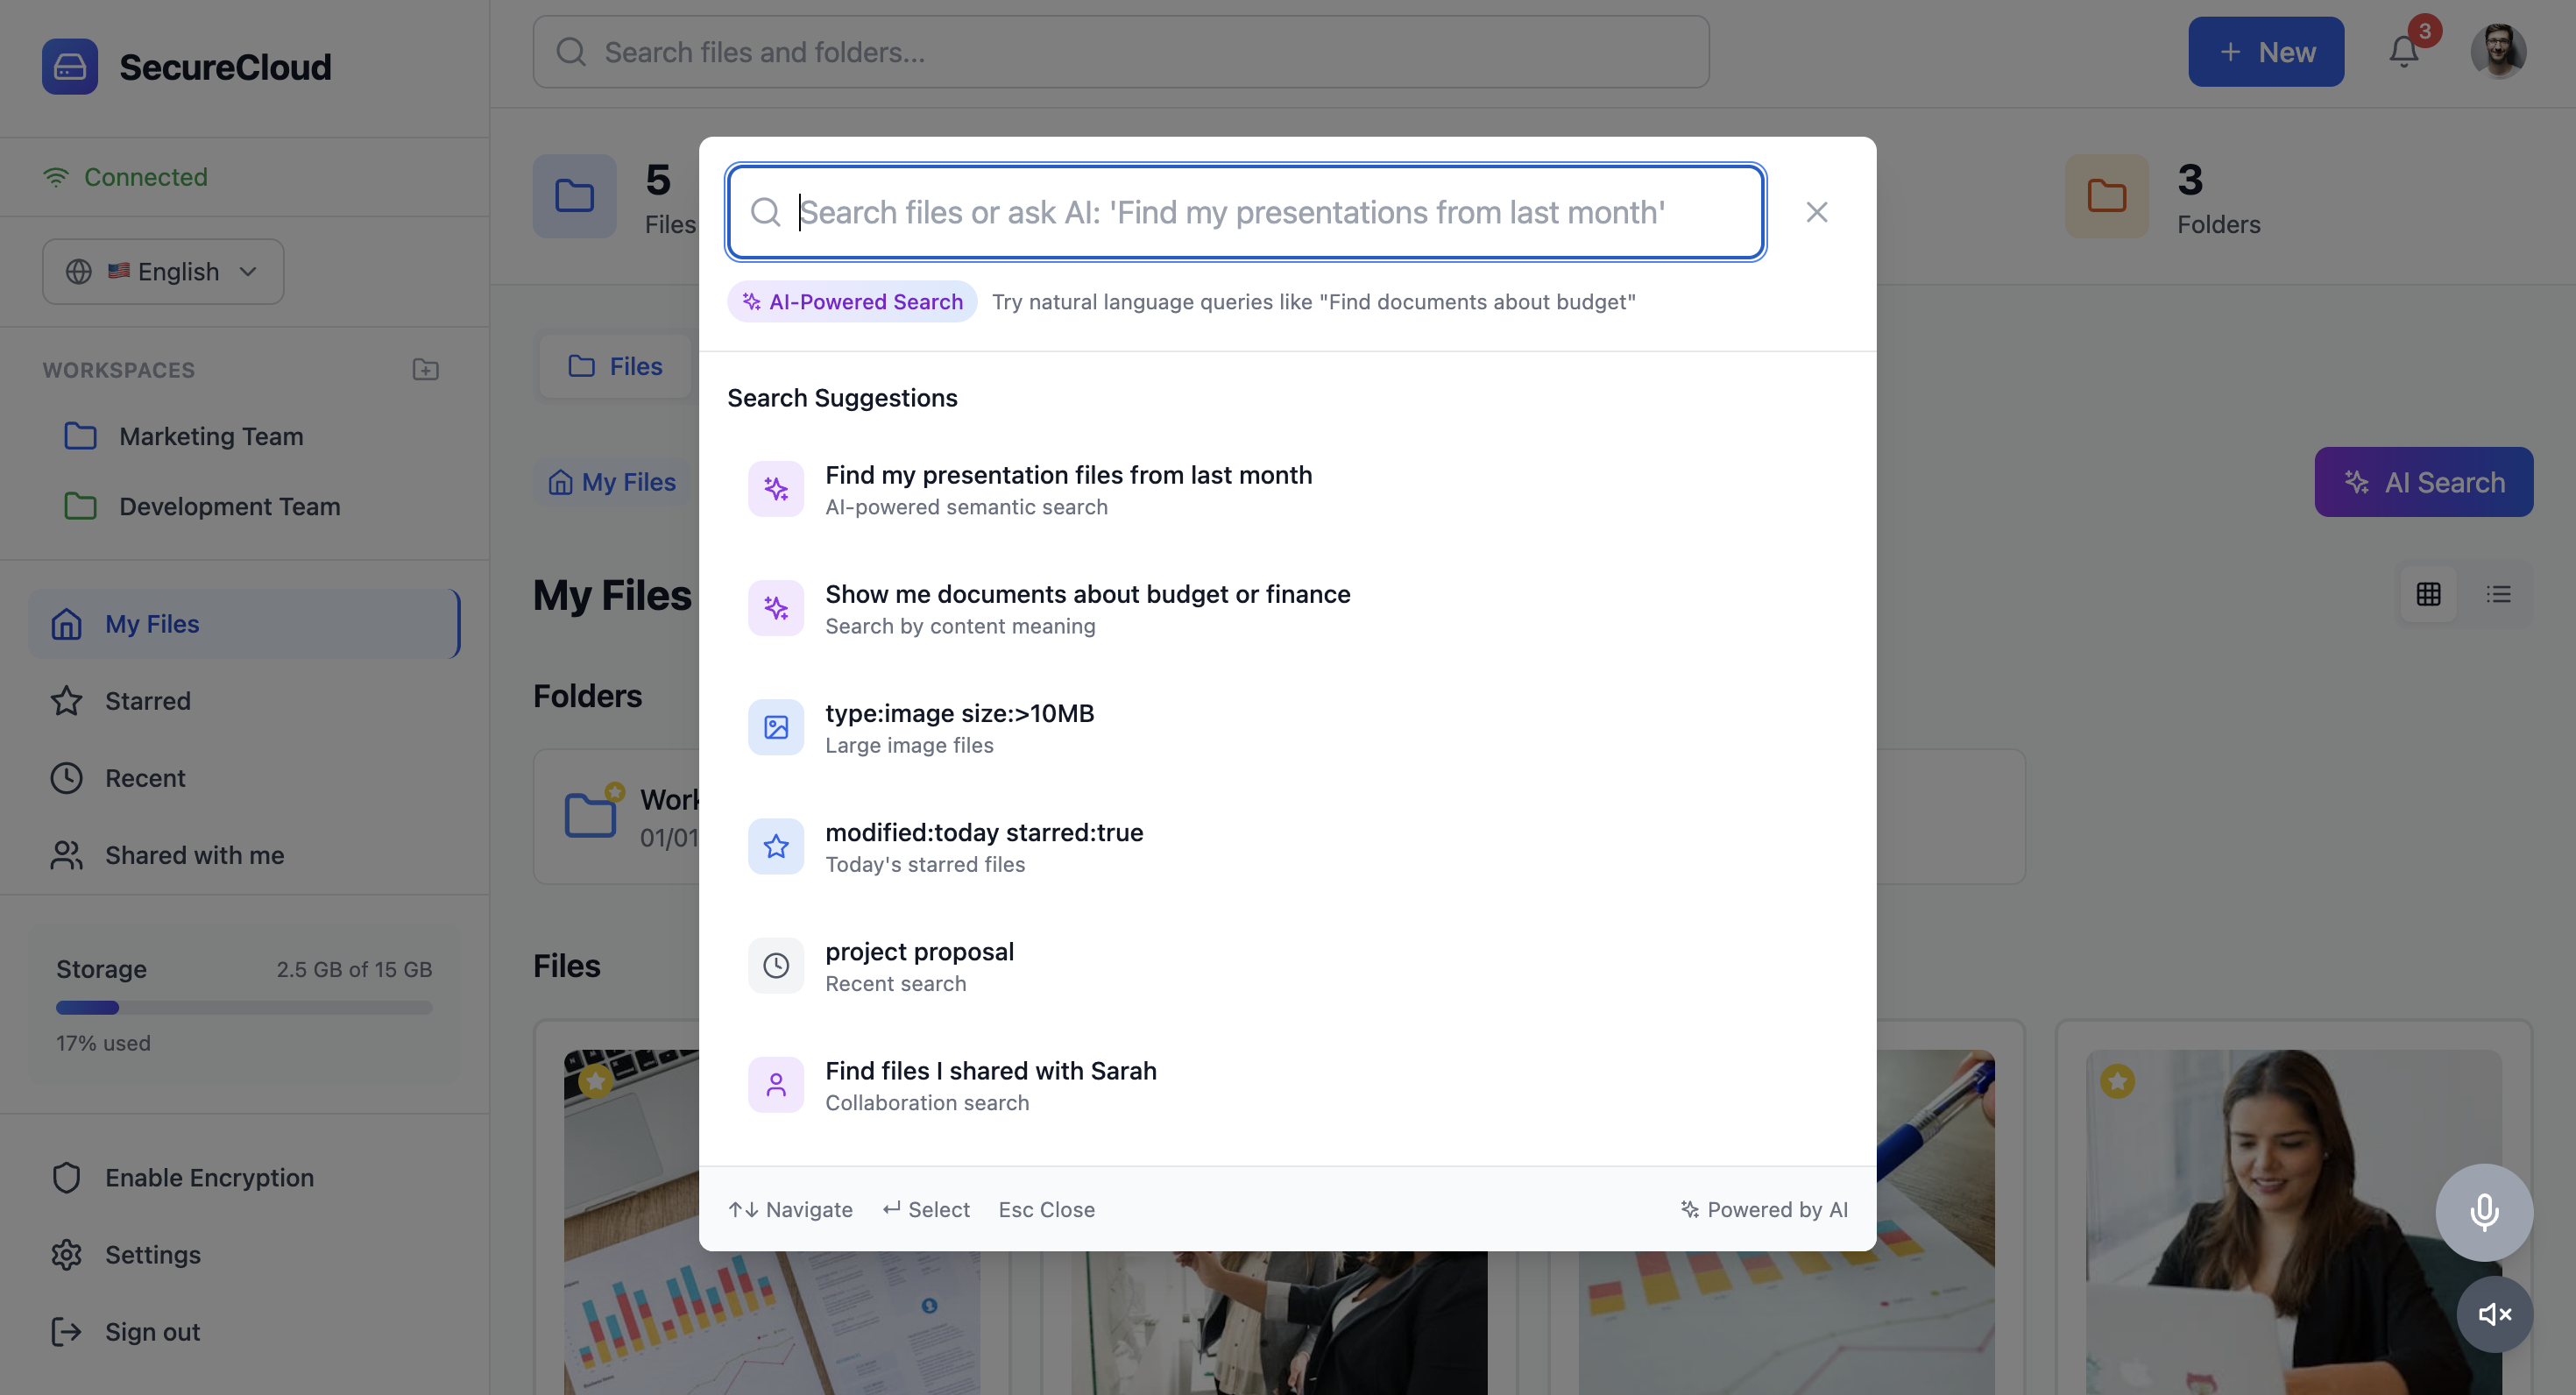 SecureCloud
Search files and folders...
+ New
3
Connected
English
WORKSPACES
Marketing Team
Development Team
My Files
Starred
Recent
Shared with me
Storage
2.5 GB of 15 GB
17% used
Enable Encryption
Settings
Sign out
5
Files
3
Folders
Files
My Files
AI Search
My Files
Folders
01/01
Files
Search files or ask AI: 'Find my presentations from last month'
AI-Powered Search
Try natural language queries like "Find documents about budget"
Search Suggestions
Find my presentation files from last month
AI-powered semantic search
Show me documents about budget or finance
Search by content meaning
type:image size:>10MB
Large image files
modified:today starred:true
Today's starred files
project proposal
Recent search
Find files I shared with Sarah
Collaboration search
↑↓ Navigate
↵ Select
Esc Close
Powered by AI